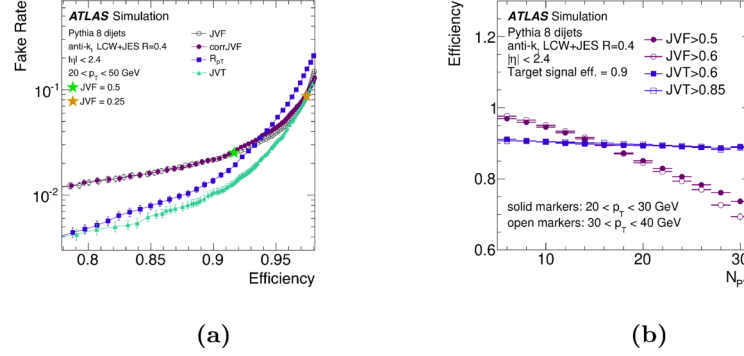 ATLAS Simulation
Pythia 8 dijets
anti-kt LCW+JES R=0.4
|η| < 2.4
20 < pT < 50 GeV
JVF = 0.5
JVF = 0.25
JVF
corrJVF
RpT
JVT
Fake Rate
10-1
10-2
0.8
0.85
0.9
0.95
Efficiency
(a)
ATLAS Simulation
Pythia 8 dijets
anti-kt LCW+JES R=0.4
|η| < 2.4
Target signal eff. = 0.9
JVF>0.5
JVF>0.6
JVT>0.6
JVT>0.85
Efficiency
1.2
1
0.8
0.6
solid markers: 20 < pT < 30 GeV
open markers: 30 < pT < 40 GeV
10
20
30
(b)